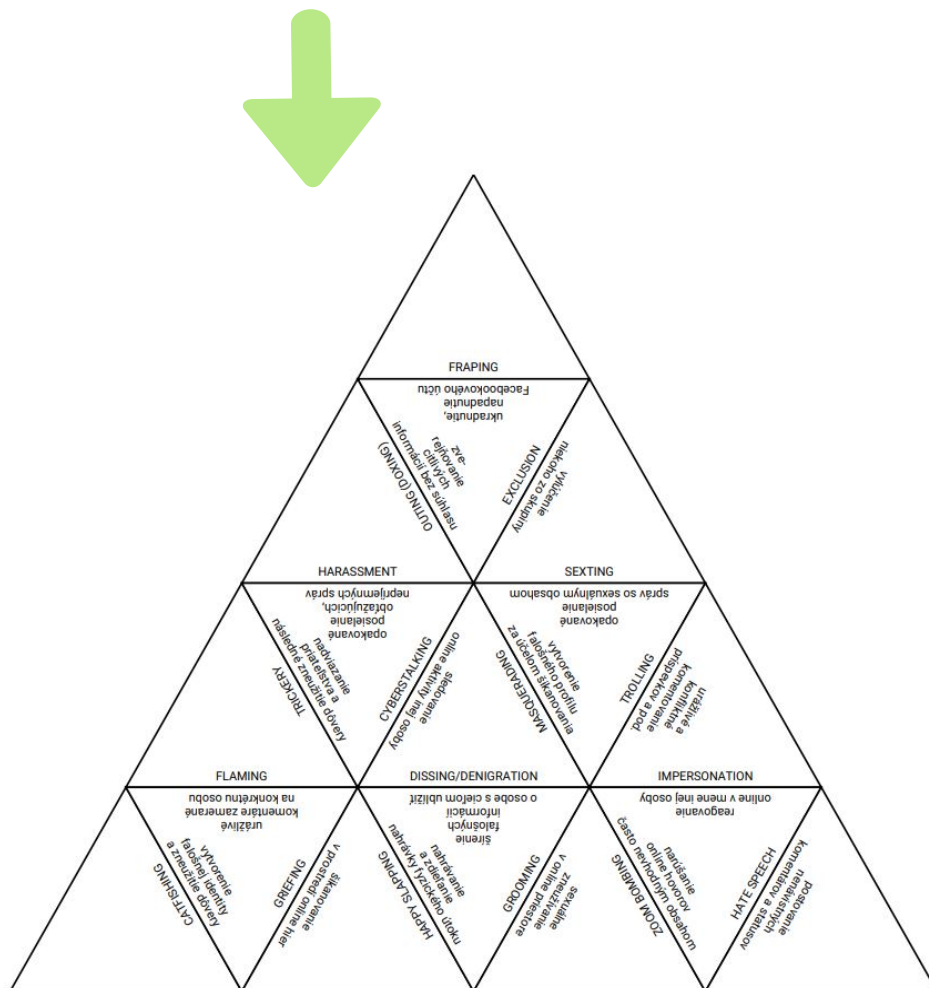 FRAPING
ukradnutie,
napadnutie
Facebookového účtu
OUTING (DOXING)
zve-
rejňovanie
citlivých
informácií bez súhlasu
EXCLUSION
vylúčenie
niekoho zo skupiny
HARASSMENT
opakované
posielanie
obťažujúcich,
nepríjemných správ
SEXTING
opakované
posielanie
správ so sexuálnym obsahom
TRICKERY
nadviazanie
priateľstva a
následné zneužitie dôvery
CYBERSTALKING
sledovanie
online aktivity inej osoby
MASQUERADING
vytvorenie
falošného profilu
za účelom šikanovania
TROLLING
urážlivé a
konfliktné
komentovanie
príspevkov a pod.
FLAMING
urážlivé
komentáre zamerané
na konkrétnu osobu
DISSING/DENIGRATION
šírenie
falošných
informácií
o osobe s cieľom ublížiť
IMPERSONATION
reagovanie
online v mene inej osoby
CATFISHING
vytvorenie
falošnej identity
a zneužitie dôvery
GRIEFING
šikanovanie
v prostredí online hier
HAPPY SLAPPING
nahrávanie
a zdieľanie
nahrávky fyzického útoku
GROOMING
sexuálne
zneužívanie
v online priestore
ZOOM BOMBING
narúšanie
online hovorov
často nevhodným obsahom
HATE SPEECH
postovanie
nenávistných
komentárov a statusov